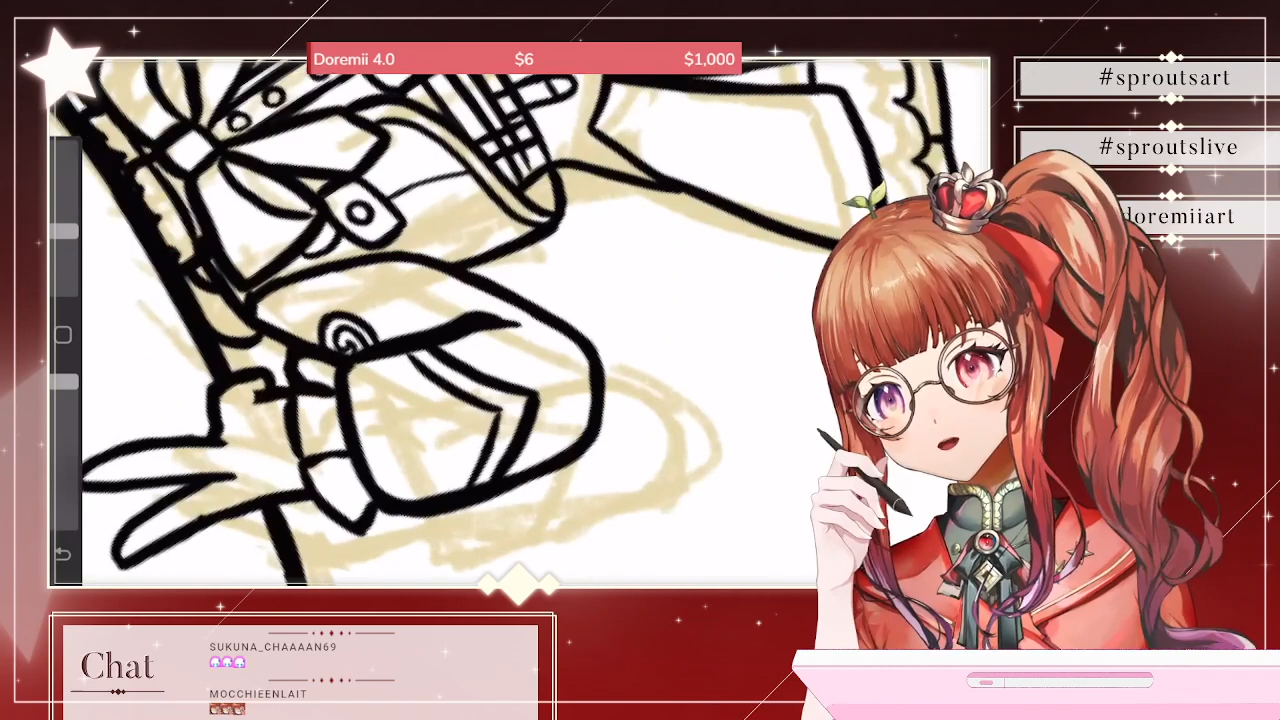 Doremii 4.0 $6 $1,000
#sproutsart
#sproutslive
doremiiart
Chat
SUKUNA_CHAAAAN69
MOCCHIEENLAIT